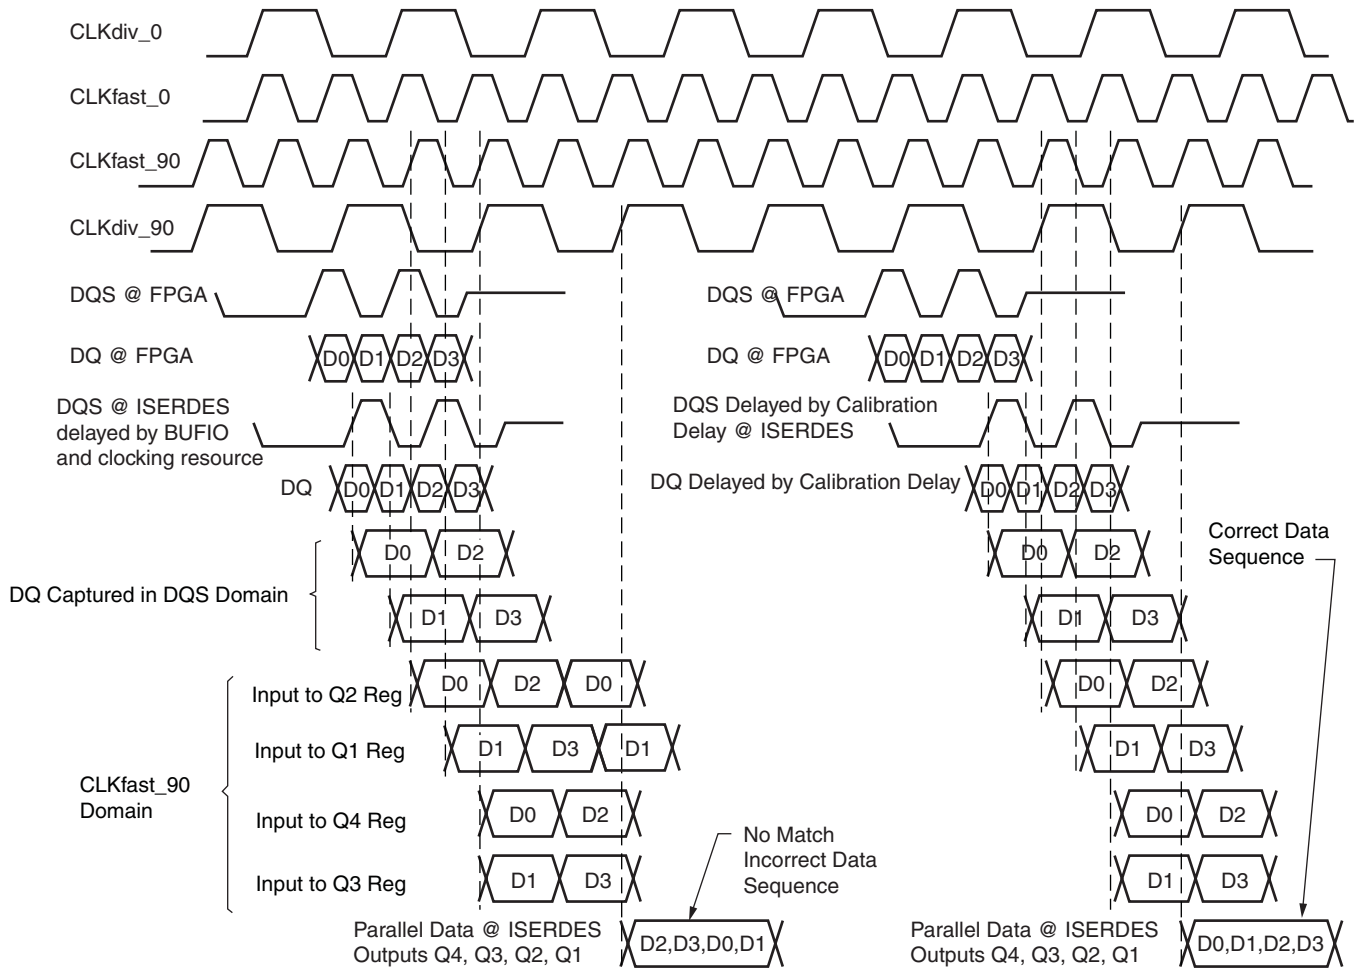 CLKdiv_0
CLKfast_0
CLKfast_90
CLKdiv_90
DQS @ FPGA
DQS @ FPGA
DQ @ FPGA
D0 D1 D2 D3
DQ @ FPGA
D0 D1 D2 D3
DQS @ ISERDES
delayed by BUFIO
and clocking resource
DQS Delayed by Calibration
Delay @ ISERDES
DQ
D0 D1 D2 D3
DQ Delayed by Calibration Delay
D0 D1 D2 D3
Correct Data
Sequence
DQ Captured in DQS Domain
D0 D2
D0 D2
D1 D3
D1 D3
CLKfast_90
Domain
Input to Q2 Reg
D0 D2 D0
D0 D2
Input to Q1 Reg
D1 D3 D1
D1 D3
Input to Q4 Reg
D0 D2
D0 D2
Input to Q3 Reg
D1 D3
D1 D3
No Match
Incorrect Data
Sequence
Parallel Data @ ISERDES
Outputs Q4, Q3, Q2, Q1
D2,D3,D0,D1
Parallel Data @ ISERDES
Outputs Q4, Q3, Q2, Q1
D0,D1,D2,D3